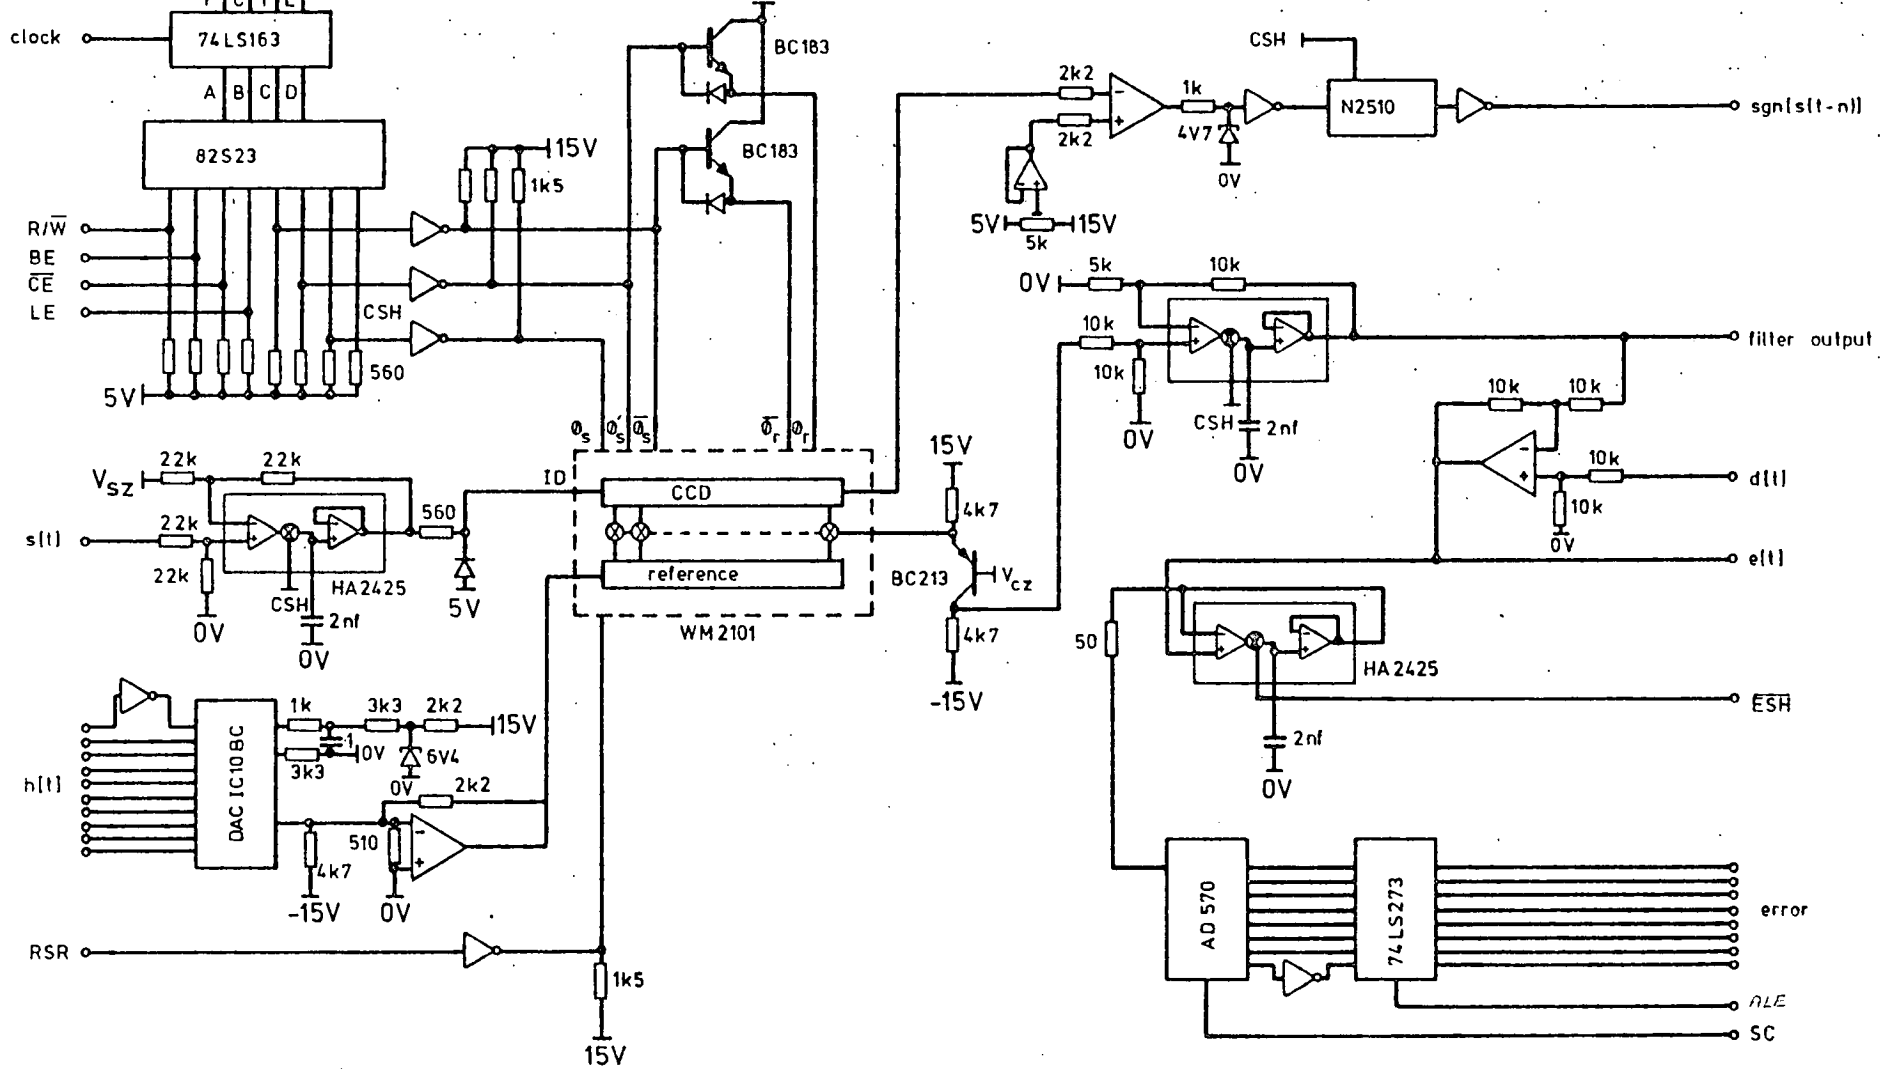 P C T E
clock
74LS163
A B C D
82S23
R/W̅
BE
C̅E̅
LE
CSH
560
5V
15V
1k5
BC183
BC183
Øs Øs' Ø̅s Ø̅r Ør
2k2
2k2
1k
4V7
0V
5V
15V
5k
CSH
N2510
sgn[s(t-n)]
0V
5k
10k
10k
10k
0V
CSH
2nf
0V
filter output
10k
10k
10k
10k
0V
d(t)
e(t)
VSZ
22k
22k
s(t)
22k
22k
0V
CSH
HA2425
2nf
0V
560
5V
ID
CCD
reference
WM2101
15V
4k7
BC213
VCZ
4k7
-15V
50
HA2425
E̅S̅H̅
2nf
0V
h(t)
DAC IC10BC
1k
3k3
2k2
15V
.1
0V
3k3
6V4
0V
2k2
510
4k7
-15V
0V
RSR
1k5
15V
AD570
74LS273
error
ALE
SC